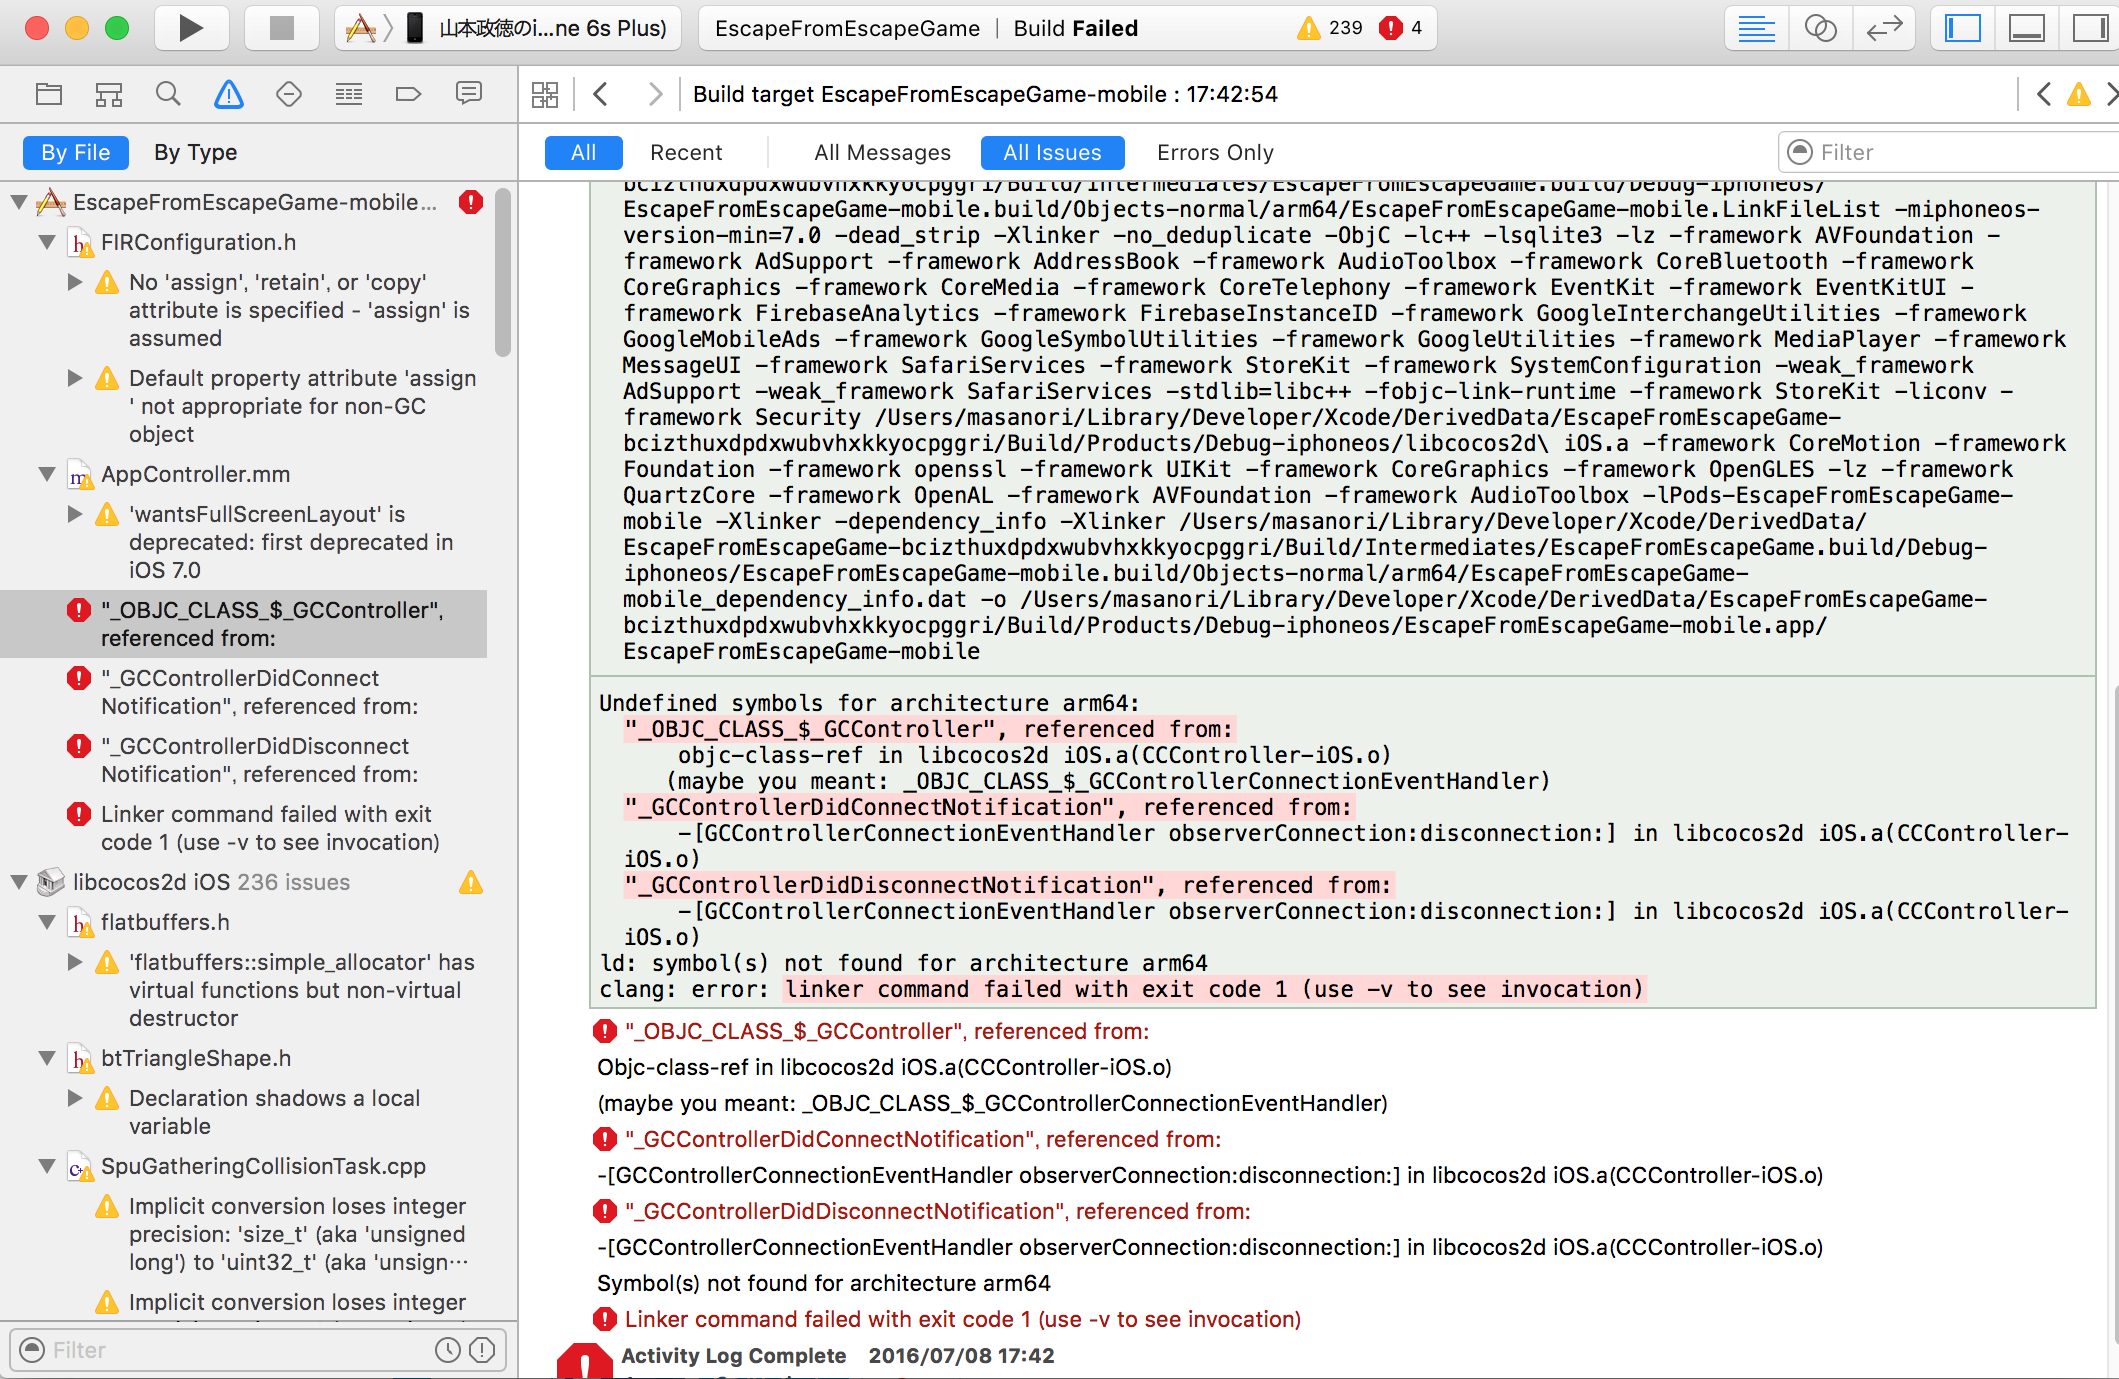 山本政徳のi...ne 6s Plus)
EscapeFromEscapeGame | Build Failed
239
4
Build target EscapeFromEscapeGame-mobile : 17:42:54
By File
By Type
All
Recent
All Messages
All Issues
Errors Only
Filter
EscapeFromEscapeGame-mobile...
FIRConfiguration.h
No 'assign', 'retain', or 'copy'
attribute is specified - 'assign' is
assumed
Default property attribute 'assign
' not appropriate for non-GC
object
AppController.mm
'wantsFullScreenLayout' is
deprecated: first deprecated in
iOS 7.0
"_OBJC_CLASS_$_GCController",
referenced from:
"_GCControllerDidConnect
Notification", referenced from:
"_GCControllerDidDisconnect
Notification", referenced from:
Linker command failed with exit
code 1 (use -v to see invocation)
libcocos2d iOS 236 issues
flatbuffers.h
'flatbuffers::simple_allocator' has
virtual functions but non-virtual
destructor
btTriangleShape.h
Declaration shadows a local
variable
SpuGatheringCollisionTask.cpp
Implicit conversion loses integer
precision: 'size_t' (aka 'unsigned
long') to 'uint32_t' (aka 'unsign⋯
Implicit conversion loses integer
Filter
bcizthuxdpdxwubvhxkkyocpggri/Build/Intermediates/EscapeFromEscapeGame.build/Debug-iphoneos/
EscapeFromEscapeGame-mobile.build/Objects-normal/arm64/EscapeFromEscapeGame-mobile.LinkFileList -miphoneos-
version-min=7.0 -dead_strip -Xlinker -no_deduplicate -ObjC -lc++ -lsqlite3 -lz -framework AVFoundation -
framework AdSupport -framework AddressBook -framework AudioToolbox -framework CoreBluetooth -framework
CoreGraphics -framework CoreMedia -framework CoreTelephony -framework EventKit -framework EventKitUI -
framework FirebaseAnalytics -framework FirebaseInstanceID -framework GoogleInterchangeUtilities -framework
GoogleMobileAds -framework GoogleSymbolUtilities -framework GoogleUtilities -framework MediaPlayer -framework
MessageUI -framework SafariServices -framework StoreKit -framework SystemConfiguration -weak_framework
AdSupport -weak_framework SafariServices -stdlib=libc++ -fobjc-link-runtime -framework StoreKit -liconv -
framework Security /Users/masanori/Library/Developer/Xcode/DerivedData/EscapeFromEscapeGame-
bcizthuxdpdxwubvhxkkyocpggri/Build/Products/Debug-iphoneos/libcocos2d\ iOS.a -framework CoreMotion -framework
Foundation -framework openssl -framework UIKit -framework CoreGraphics -framework OpenGLES -lz -framework
QuartzCore -framework OpenAL -framework AVFoundation -framework AudioToolbox -lPods-EscapeFromEscapeGame-
mobile -Xlinker -dependency_info -Xlinker /Users/masanori/Library/Developer/Xcode/DerivedData/
EscapeFromEscapeGame-bcizthuxdpdxwubvhxkkyocpggri/Build/Intermediates/EscapeFromEscapeGame.build/Debug-
iphoneos/EscapeFromEscapeGame-mobile.build/Objects-normal/arm64/EscapeFromEscapeGame-
mobile_dependency_info.dat -o /Users/masanori/Library/Developer/Xcode/DerivedData/EscapeFromEscapeGame-
bcizthuxdpdxwubvhxkkyocpggri/Build/Products/Debug-iphoneos/EscapeFromEscapeGame-mobile.app/
EscapeFromEscapeGame-mobile
Undefined symbols for architecture arm64:
"_OBJC_CLASS_$_GCController", referenced from:
objc-class-ref in libcocos2d iOS.a(CCController-iOS.o)
(maybe you meant: _OBJC_CLASS_$_GCControllerConnectionEventHandler)
"_GCControllerDidConnectNotification", referenced from:
-[GCControllerConnectionEventHandler observerConnection:disconnection:] in libcocos2d iOS.a(CCController-
iOS.o)
"_GCControllerDidDisconnectNotification", referenced from:
-[GCControllerConnectionEventHandler observerConnection:disconnection:] in libcocos2d iOS.a(CCController-
iOS.o)
ld: symbol(s) not found for architecture arm64
clang: error: linker command failed with exit code 1 (use -v to see invocation)
"_OBJC_CLASS_$_GCController", referenced from:
Objc-class-ref in libcocos2d iOS.a(CCController-iOS.o)
(maybe you meant: _OBJC_CLASS_$_GCControllerConnectionEventHandler)
"_GCControllerDidConnectNotification", referenced from:
-[GCControllerConnectionEventHandler observerConnection:disconnection:] in libcocos2d iOS.a(CCController-iOS.o)
"_GCControllerDidDisconnectNotification", referenced from:
-[GCControllerConnectionEventHandler observerConnection:disconnection:] in libcocos2d iOS.a(CCController-iOS.o)
Symbol(s) not found for architecture arm64
Linker command failed with exit code 1 (use -v to see invocation)
Activity Log Complete 2016/07/08 17:42